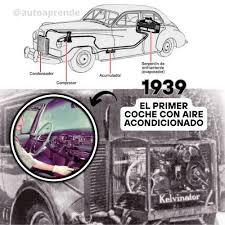 @autoaprende
Condensador
Compresor
Acumulador
Serpentín de
enfriamiento
(evaporador)
1939
EL PRIMER
COCHE CON AIRE
ACONDICIONADO
Kelvinator